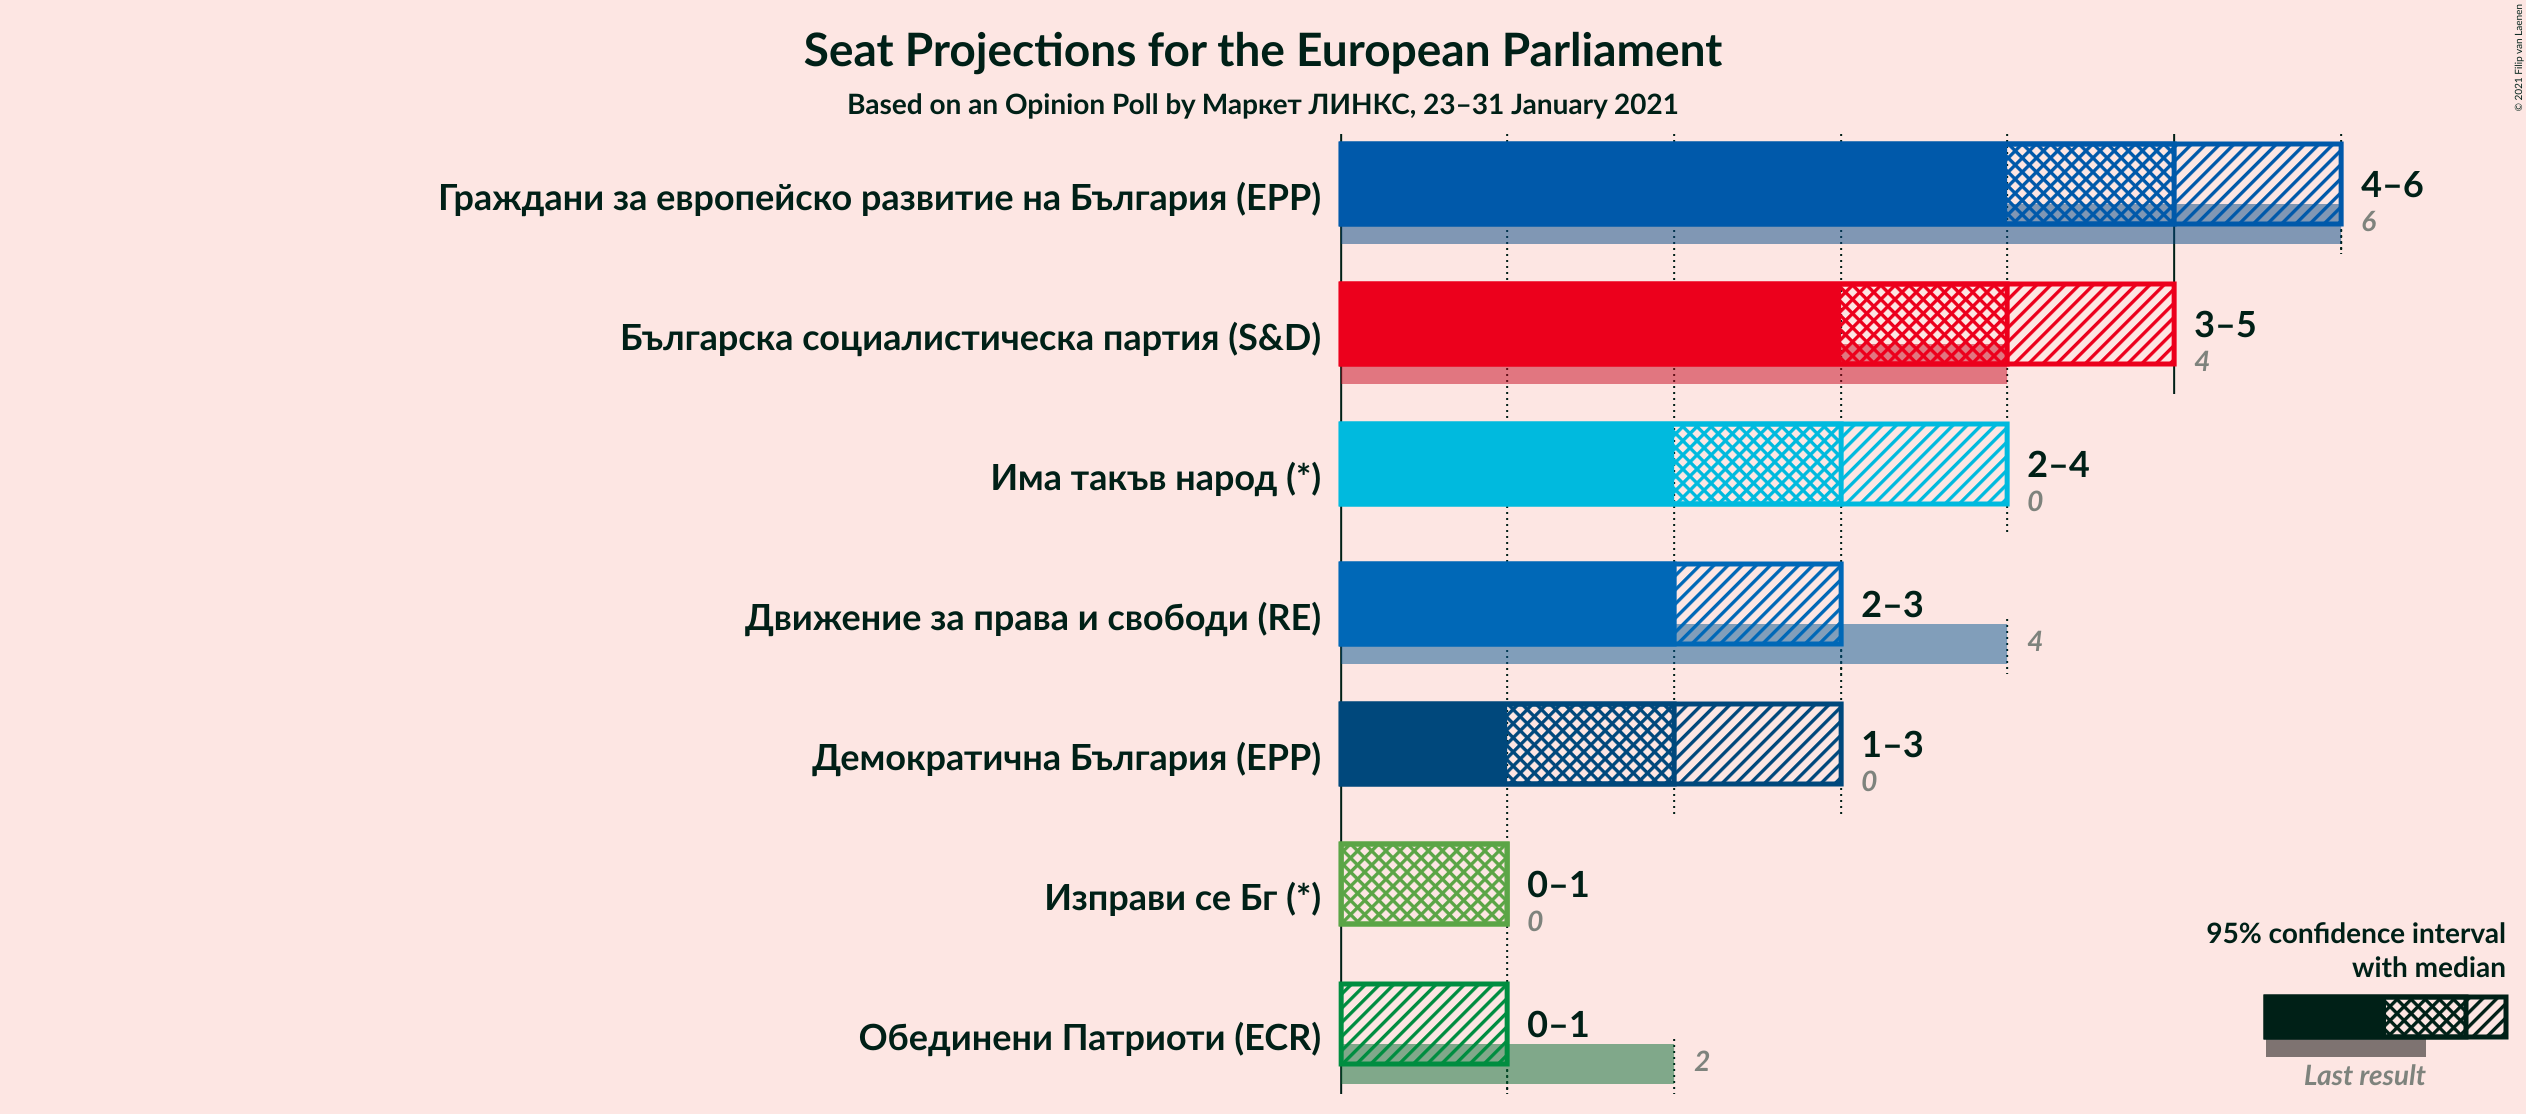 Seat Projections for the European Parliament
Based on an Opinion Poll by Маркет ЛИНКС, 23–31 January 2021
© 2021 Filip van Laenen
Граждани за европейско развитие на България (EPP)
4–6
6
Българска социалистическа партия (S&D)
3–5
4
Има такъв народ (*)
2–4
0
Движение за права и свободи (RE)
2–3
4
Демократична България (EPP)
1–3
0
Изправи се Бг (*)
0–1
0
Обединени Патриоти (ECR)
0–1
2
95% confidence interval
with median
Last result